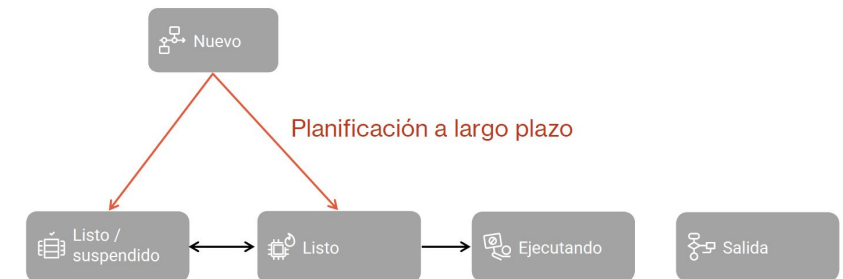 Nuevo
Planificación a largo plazo
Listo /
suspendido
Listo
Ejecutando
Salida